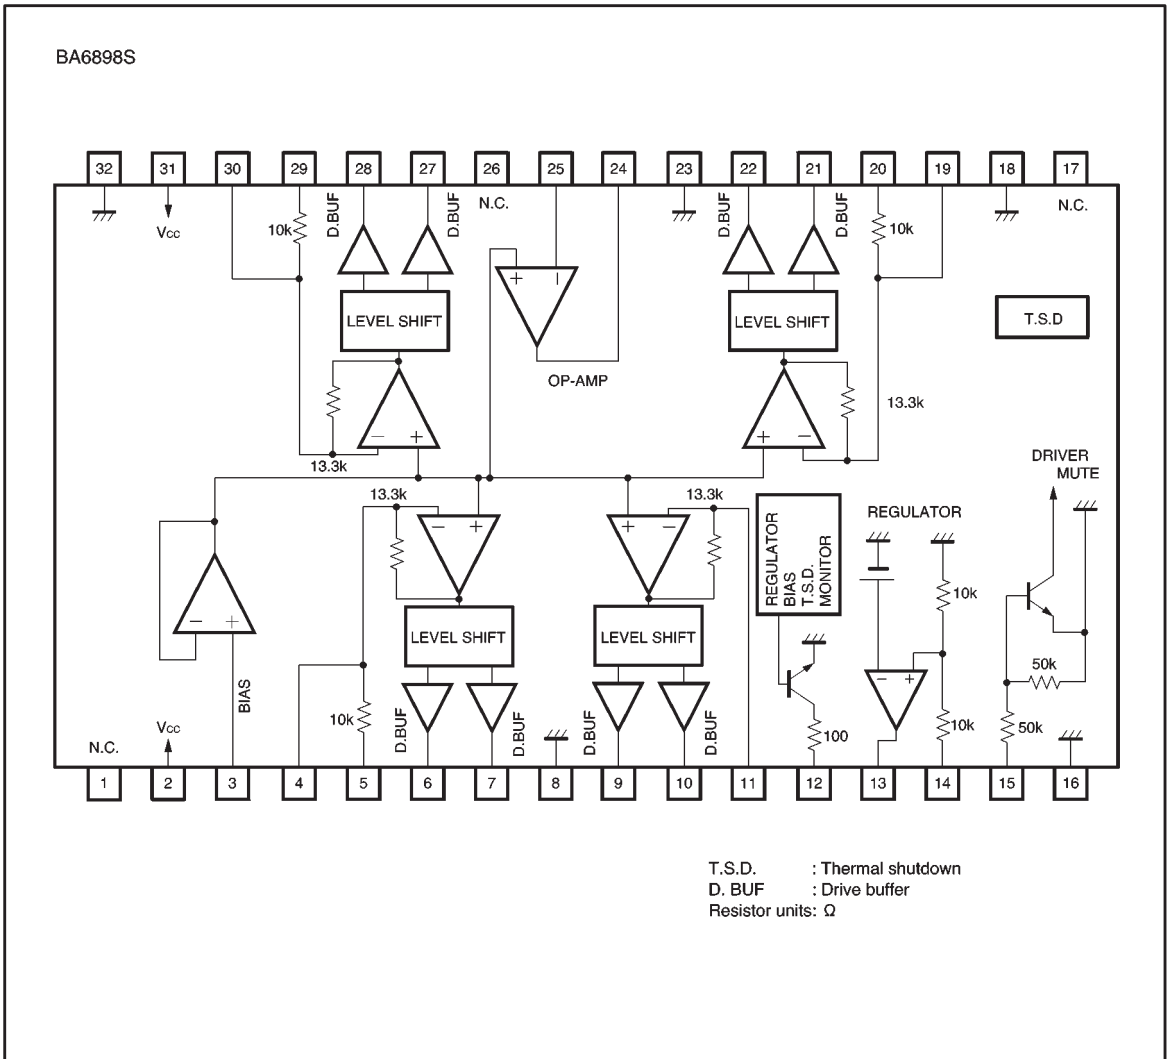 BA6898S
32 31 30 29 28 27 26 25 24 23 22 21 20 19 18 17
Vcc
10k
D.BUF
D.BUF
N.C.
D.BUF
D.BUF
10k
N.C.
+ −
LEVEL SHIFT
LEVEL SHIFT
T.S.D
OP-AMP
13.3k
− +
+ −
13.3k
DRIVER
MUTE
13.3k
13.3k
− +
+ −
REGULATOR
BIAS
T.S.D.
MONITOR
REGULATOR
10k
− +
LEVEL SHIFT
LEVEL SHIFT
50k
− +
BIAS
10k
D.BUF
D.BUF
D.BUF
D.BUF
100
10k
50k
N.C.
Vcc
1 2 3 4 5 6 7 8 9 10 11 12 13 14 15 16
T.S.D. : Thermal shutdown
D. BUF : Drive buffer
Resistor units: Ω